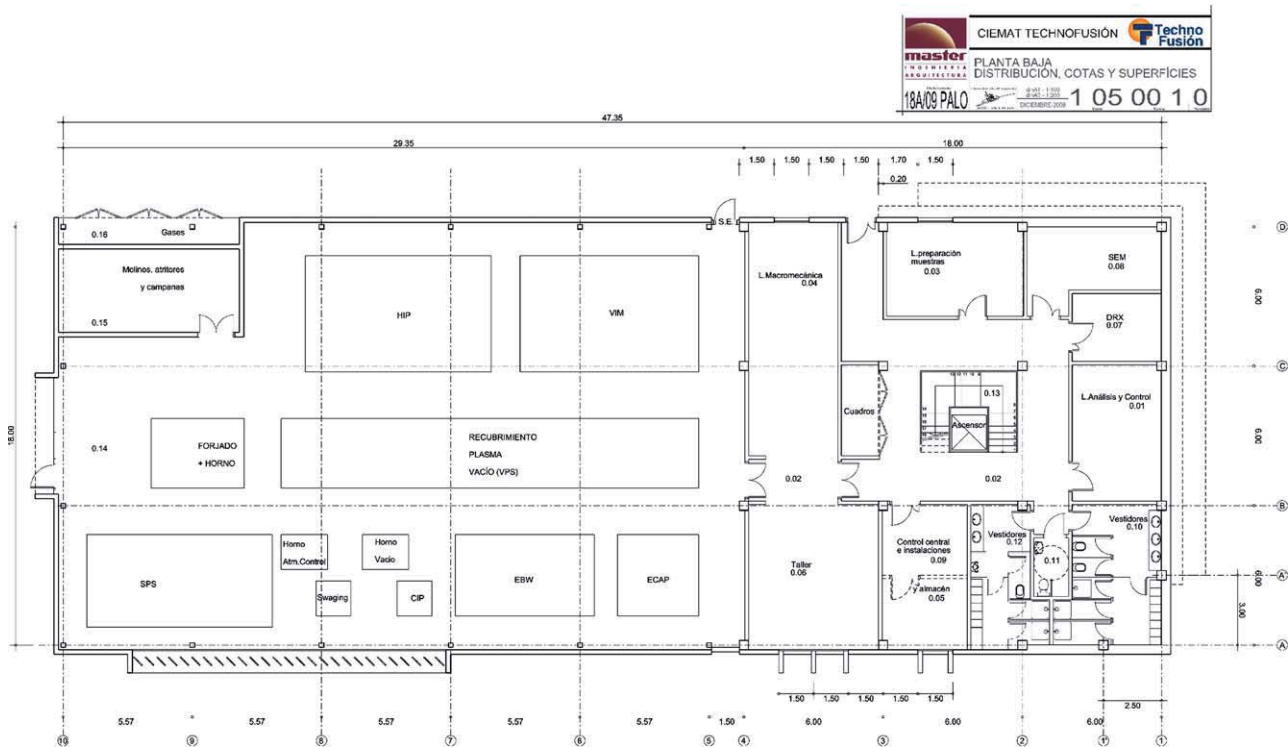 CIEMAT TECHNOFUSIÓN
Techno
Fusión
master
INGENIERIA
ARQUITECTURA
PLANTA BAJA
DISTRIBUCIÓN, COTAS Y SUPERFÍCIES
18A/09 PALO
DICIEMBRE-2009
1 05 00 1 0
47.35
29.35
18.00
1.50
1.50
1.50
1.50
1.70
1.50
0.20
S.E.
0.16
Gases
D
Molinos, atritores
y campanas
0.15
L.Macromecánica
0.04
L.preparación
muestras
0.03
SEM
0.08
6.00
HIP
VIM
DRX
0.07
C
18.00
0.14
FORJADO
+ HORNO
RECUBRIMIENTO
PLASMA
VACÍO (VPS)
Cuadros
0.13
Ascensor
L.Análisis y Control
0.01
6.00
0.02
0.02
B
SPS
Horno
Atm.Control
Horno
Vacío
Swaging
CIP
EBW
ECAP
Taller
0.06
Control central
e instalaciones
0.09
y almacén
0.05
Vestidores
0.12
0.11
Vestidores
0.10
A'
6.00
3.00
A
1.50
1.50
1.50
1.50
1.50
2.50
5.57
5.57
5.57
5.57
5.57
1.50
6.00
6.00
6.00
10
9
8
7
6
5
4
3
2
1'
1